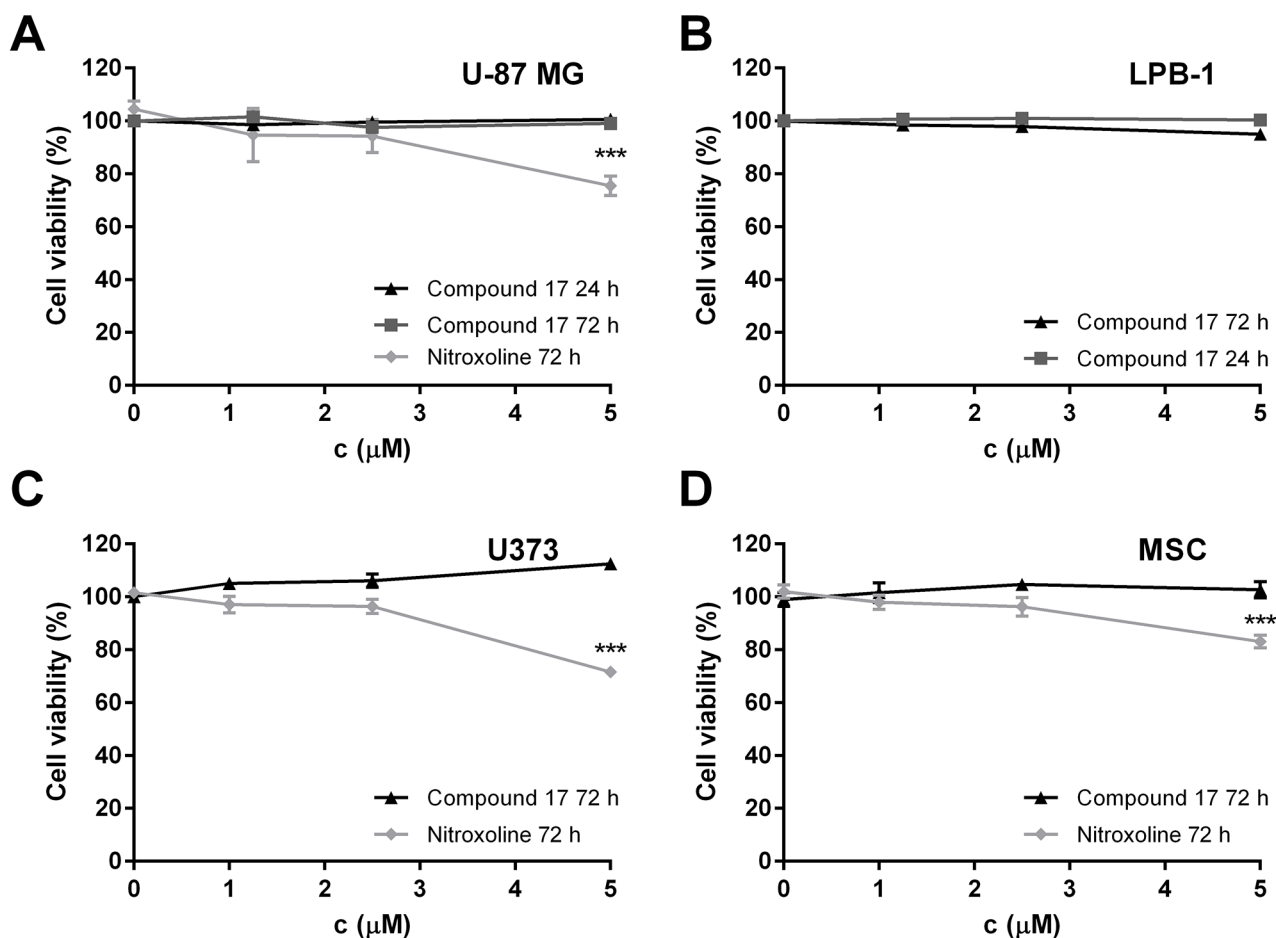 A
U-87 MG
Cell viability (%)
120
100
80
60
40
20
0
***
Compound 17 24 h
Compound 17 72 h
Nitroxoline 72 h
0 1 2 3 4 5
c (μM)
B
LPB-1
Cell viability (%)
120
100
80
60
40
20
0
Compound 17 72 h
Compound 17 24 h
0 1 2 3 4 5
c (μM)
C
U373
Cell viability (%)
120
100
80
60
40
20
0
***
Compound 17 72 h
Nitroxoline 72 h
0 1 2 3 4 5
c (μM)
D
MSC
Cell viability (%)
120
100
80
60
40
20
0
***
Compound 17 72 h
Nitroxoline 72 h
0 1 2 3 4 5
c (μM)